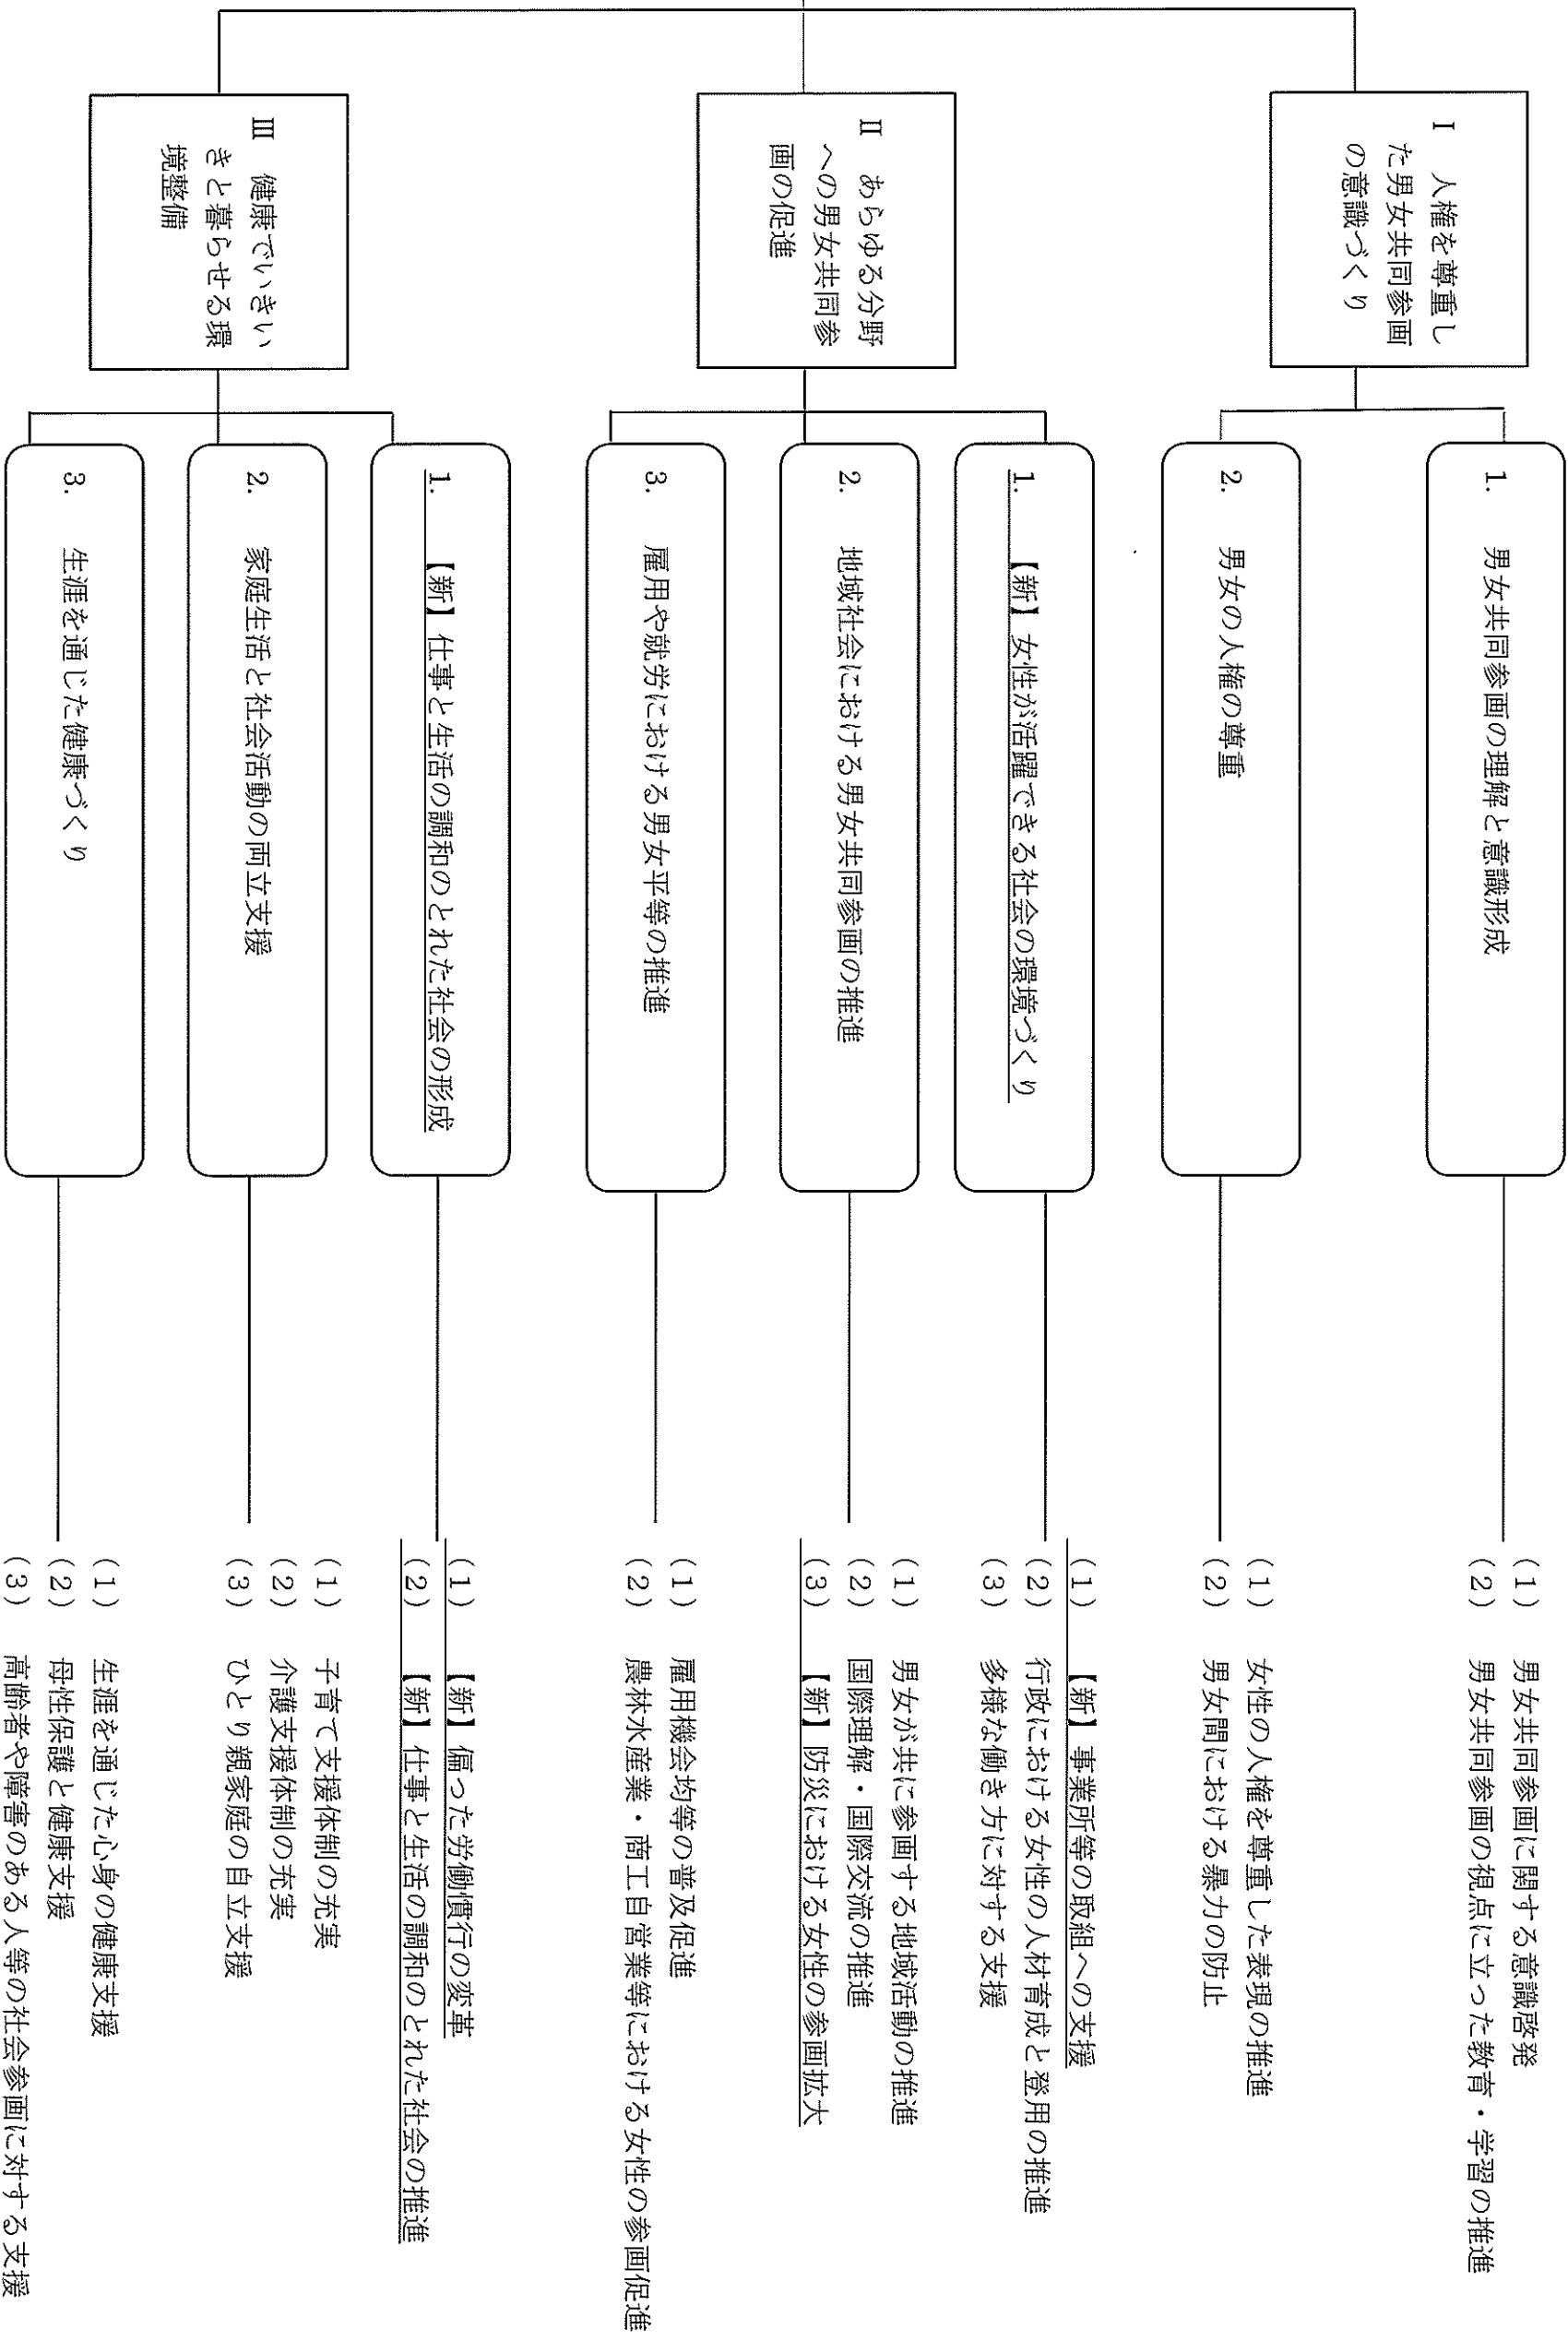 Ⅰ　人権を尊重し
た男女共同参画
の意識づくり
1.　男女共同参画の理解と意識形成
(1)　男女共同参画に関する意識啓発
(2)　男女共同参画の視点に立った教育・学習の推進
2.　男女の人権の尊重
(1)　女性の人権を尊重した表現の推進
(2)　男女間における暴力の防止
Ⅱ　あらゆる分野
への男女共同参
画の促進
1.　【新】女性が活躍できる社会の環境づくり
(1)　【新】事業所等の取組への支援
(2)　行政における女性の人材育成と登用の推進
(3)　多様な働き方に対する支援
2.　地域社会における男女共同参画の推進
(1)　男女が共に参画する地域活動の推進
(2)　国際理解・国際交流の推進
(3)　【新】防災における女性の参画拡大
3.　雇用や就労における男女平等の推進
(1)　雇用機会均等の普及促進
(2)　農林水産業・商工自営業等における女性の参画促進
Ⅲ　健康でいきい
きと暮らせる環
境整備
1.　【新】仕事と生活の調和のとれた社会の形成
(1)　【新】偏った労働慣行の変革
(2)　【新】仕事と生活の調和のとれた社会の推進
2.　家庭生活と社会活動の両立支援
(1)　子育て支援体制の充実
(2)　介護支援体制の充実
(3)　ひとり親家庭の自立支援
3.　生涯を通じた健康づくり
(1)　生涯を通じた心身の健康支援
(2)　母性保護と健康支援
(3)　高齢者や障害のある人等の社会参画に対する支援